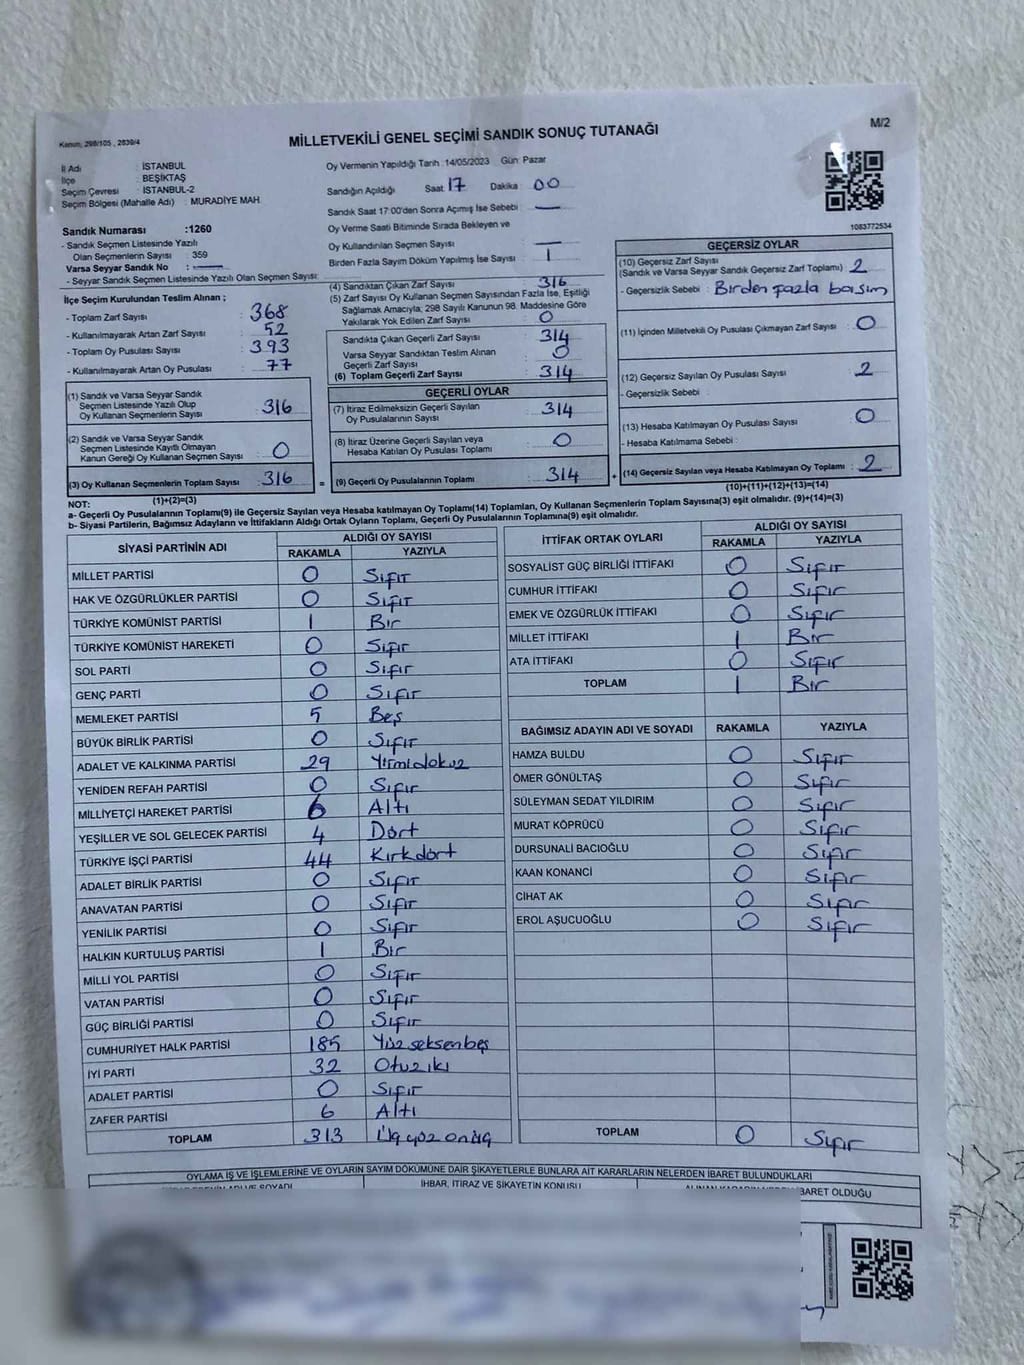 Kanun, 298/105 , 2839/4
MİLLETVEKİLİ GENEL SEÇİMİ SANDIK SONUÇ TUTANAĞI
M/2
İl Adı : İSTANBUL
İlçe : BEŞİKTAŞ
Seçim Çevresi : İSTANBUL-2
Seçim Bölgesi (Mahalle Adı) : MURADİYE MAH.
Oy Vermenin Yapıldığı Tarih :14/05/2023 Gün: Pazar
Sandığın Açıldığı Saat 17 Dakika 00
Sandık Saat 17:00'den Sonra Açımış İse Sebebi : —
Oy Verme Saati Bitiminde Sırada Bekleyen ve
Oy Kullandırılan Seçmen Sayısı —
Birden Fazla Sayım Döküm Yapılmış İse Sayısı : 1
1083772534
Sandık Numarası :1260
- Sandık Seçmen Listesinde Yazılı
Olan Seçmenlerin Sayısı : 359
Varsa Seyyar Sandık No : —
- Seyyar Sandık Seçmen Listesinde Yazılı Olan Seçmen Sayısı:
İlçe Seçim Kurulundan Teslim Alınan ;
- Toplam Zarf Sayısı : 368
- Kullanılmayarak Artan Zarf Sayısı : 52
- Toplam Oy Pusulası Sayısı : 393
- Kullanılmayarak Artan Oy Pusulası : 77
(1) Sandık ve Varsa Seyyar Sandık
Seçmen Listesinde Yazılı Olup
Oy Kullanan Seçmenlerin Sayısı : 316
(2) Sandık ve Varsa Seyyar Sandık
Seçmen Listesinde Kayıtlı Olmayan
Kanun Gereği Oy Kullanan Seçmen Sayısı : 0
(3) Oy Kullanan Seçmenlerin Toplam Sayısı : 316 =
(1)+(2)=(3)
(4) Sandıktan Çıkan Zarf Sayısı : 316
(5) Zarf Sayısı Oy Kullanan Seçmen Sayısından Fazla İse, Eşitliği
Sağlamak Amacıyla, 298 Sayılı Kanunun 98. Maddesine Göre
Yakılarak Yok Edilen Zarf Sayısı : 0
Sandıkta Çıkan Geçerli Zarf Sayısı : 314
Varsa Seyyar Sandıktan Teslim Alınan
Geçerli Zarf Sayısı : 0
(6) Toplam Geçerli Zarf Sayısı : 314
GEÇERLİ OYLAR
(7) İtiraz Edilmeksizin Geçerli Sayılan
Oy Pusulalarının Sayısı : 314
(8) İtiraz Üzerine Geçerli Sayılan veya
Hesaba Katılan Oy Pusulası Toplamı : 0
(9) Geçerli Oy Pusulalarının Toplamı : 314 +
GEÇERSİZ OYLAR
(10) Geçersiz Zarf Sayısı
(Sandık ve Varsa Seyyar Sandık Geçersiz Zarf Toplamı) : 2
- Geçersizlik Sebebi : Birden fazla basım
(11) İçinden Milletvekili Oy Pusulası Çıkmayan Zarf Sayısı : 0
(12) Geçersiz Sayılan Oy Pusulası Sayısı : 2
- Geçersizlik Sebebi :
(13) Hesaba Katılmayan Oy Pusulası Sayısı : 0
- Hesaba Katılmama Sebebi :
(14) Geçersiz Sayılan veya Hesaba Katılmayan Oy Toplamı : 2
(10)+(11)+(12)+(13)=(14)
NOT:
a- Geçerli Oy Pusulalarının Toplamı(9) ile Geçersiz Sayılan veya Hesaba katılmayan Oy Toplamı(14) Toplamları, Oy Kullanan Seçmenlerin Toplam Sayısına(3) eşit olmalıdır. (9)+(14)=(3)
b- Siyasi Partilerin, Bağımsız Adayların ve İttifakların Aldığı Ortak Oyların Toplamı, Geçerli Oy Pusulalarının Toplamına(9) eşit olmalıdır.
SİYASİ PARTİNİN ADI ALDIĞI OY SAYISI
RAKAMLA YAZIYLA
MİLLET PARTİSİ 0 Sıfır
HAK VE ÖZGÜRLÜKLER PARTİSİ 0 Sıfır
TÜRKİYE KOMÜNİST PARTİSİ 1 Bir
TÜRKİYE KOMÜNİST HAREKETİ 0 Sıfır
SOL PARTİ 0 Sıfır
GENÇ PARTİ 0 Sıfır
MEMLEKET PARTİSİ 5 Beş
BÜYÜK BİRLİK PARTİSİ 0 Sıfır
ADALET VE KALKINMA PARTİSİ 29 Yirmidokuz
YENİDEN REFAH PARTİSİ 0 Sıfır
MİLLİYETÇİ HAREKET PARTİSİ 6 Altı
YEŞİLLER VE SOL GELECEK PARTİSİ 4 Dört
TÜRKİYE İŞÇİ PARTİSİ 44 Kırkdört
ADALET BİRLİK PARTİSİ 0 Sıfır
ANAVATAN PARTİSİ 0 Sıfır
YENİLİK PARTİSİ 0 Sıfır
HALKIN KURTULUŞ PARTİSİ 1 Bir
MİLLİ YOL PARTİSİ 0 Sıfır
VATAN PARTİSİ 0 Sıfır
GÜÇ BİRLİĞİ PARTİSİ 0 Sıfır
CUMHURİYET HALK PARTİSİ 185 Yüzseksenbeş
İYİ PARTİ 32 Otuziki
ADALET PARTİSİ 0 Sıfır
ZAFER PARTİSİ 6 Altı
TOPLAM 313 Üçyüzonüç
İTTİFAK ORTAK OYLARI ALDIĞI OY SAYISI
RAKAMLA YAZIYLA
SOSYALİST GÜÇ BİRLİĞİ İTTİFAKI 0 Sıfır
CUMHUR İTTİFAKI 0 Sıfır
EMEK VE ÖZGÜRLÜK İTTİFAKI 0 Sıfır
MİLLET İTTİFAKI 1 Bir
ATA İTTİFAKI 0 Sıfır
TOPLAM 1 Bir
BAĞIMSIZ ADAYIN ADI VE SOYADI RAKAMLA YAZIYLA
HAMZA BULDU 0 Sıfır
ÖMER GÖNÜLTAŞ 0 Sıfır
SÜLEYMAN SEDAT YILDIRIM 0 Sıfır
MURAT KÖPRÜCÜ 0 Sıfır
DURSUNALİ BACIOĞLU 0 Sıfır
KAAN KONANCİ 0 Sıfır
CİHAT AK 0 Sıfır
EROL AŞUCUOĞLU 0 Sıfır
TOPLAM 0 Sıfır
OYLAMA İŞ VE İŞLEMLERİNE VE OYLARIN SAYIM DÖKÜMÜNE DAİR ŞİKAYETLERLE BUNLARA AİT KARARLARIN NELERDEN İBARET BULUNDUKLARI
ADI VE SOYADI İHBAR, İTİRAZ VE ŞİKAYETİN KONUSU İBARET OLDUĞU